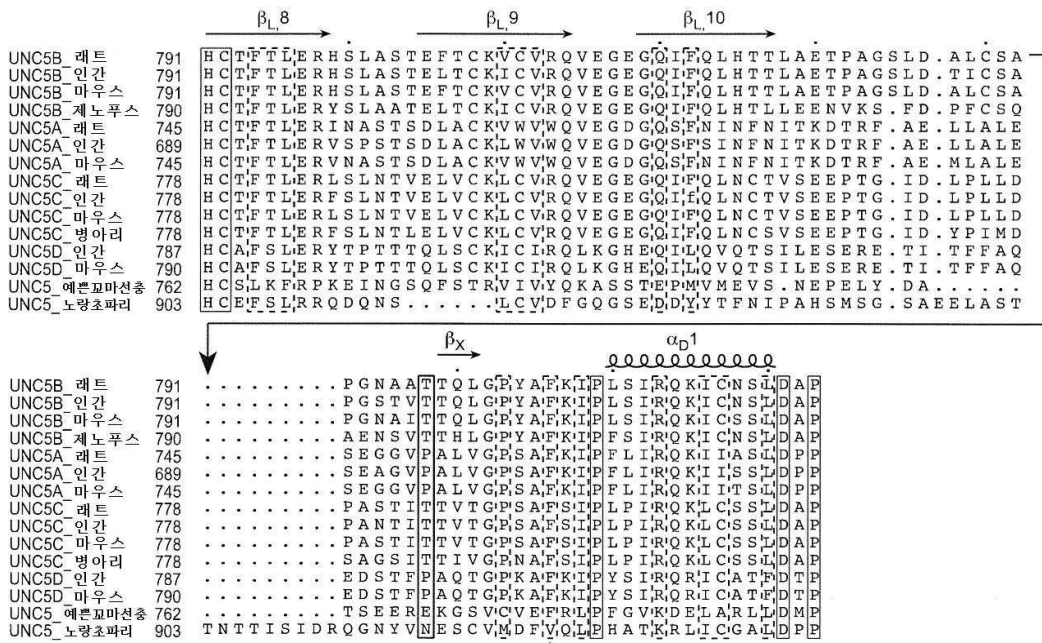 βL,8 βL,9 βL,10
UNC5B_래트 791 HCTFTLERHSLASTEFTCKVCVRQVEGEGQIFQLHTTLAETPAGSLD.ALCSA
UNC5B_인간 791 HCTFTLERHSLASTELTCKICVRQVEGEGQIFQLHTTLAETPAGSLD.TICSA
UNC5B_마우스 791 HCTFTLERHSLASTEFTCKVCVRQVEGEGQIFQLHTTLAETPAGSLD.ALCSA
UNC5B_제노푸스 790 HCTFTLERYSLAATELTCKICVRQVEGEGQIFQLHTLLEENVKS.FD.PFCSQ
UNC5A_래트 745 HCTFTLERINASTSDLACKVWVWQVEGDGQSFNINFNITKDTRF.AE.LLALE
UNC5A_인간 689 HCTFTLERVSPSTSDLACKLWVWQVEGDGQSFSINFNITKDTRF.AE.LLALE
UNC5A_마우스 745 HCTFTLERVNASTSDLACKVWVWQVEGDGQSFNINFNITKDTRF.AE.MLALE
UNC5C_래트 778 HCTFTLERLSLNTVELVCKLCVRQVEGEGQIFQLNCTVSEEPTG.ID.LPLLD
UNC5C_인간 778 HCTFTLERFSLNTVELVCKLCVRQVEGEGQIfQLNCTVSEEPTG.ID.LPLLD
UNC5C_마우스 778 HCTFTLERLSLNTVELVCKLCVRQVEGEGQIFQLNCTVSEEPTG.ID.LPLLD
UNC5C_병아리 778 HCTFTLERFSLNTLELVCKLCVRQVEGEGQIFQLNCSVSEEPTG.ID.YPIMD
UNC5D_인간 787 HCAFSLERYTPTTTQLSCKICIRQLKGHEQILQVQTSILESERE.TI.TFFAQ
UNC5D_마우스 790 HCAFSLERYTPTTTQLSCKICIRQLKGHEQILQVQTSILESERE.TI.TFFAQ
UNC5_예쁜꼬마선충 762 HCSLKFRPKEINGSQFSTRVIVYQKASSTEPMVMEVS.NEPELY.DA......
UNC5_노랑초파리 903 HCEFSLRRQDQNS.......LCVDFGQGSEDYYTFNIPAHSMSG.SAEELAST
βX αD1
UNC5B_래트 791 .........PGNAATTQLGPYAFKIPLSIRQKICNSLDAP
UNC5B_인간 791 .........PGSTVTTQLGPYAFKIPLSIRQKICNSLDAP
UNC5B_마우스 791 .........PGNAITTQLGPYAFKIPLSIRQKICNSLDAP
UNC5B_제노푸스 790 .........AENSVTTHLGPYAFKIPFSIRQKICNSLDAP
UNC5A_래트 745 .........SEGGVPALVGPSAFKIPFLIRQKIISSLDPP
UNC5A_인간 689 .........SEAGVPALVGPSAFKIPFLIRQKIISSLDPP
UNC5A_마우스 745 .........SEGGVPALVGPSAFKIPFLIRQKIITSLDPP
UNC5C_래트 778 .........PASTITTVTGPSAFSIPLPIRQKLCSSLDAP
UNC5C_인간 778 .........PANTITTVTGPSAFSIPLPIRQKLCSSLDAP
UNC5C_마우스 778 .........PASTITTVTGPSAFSIPLPIRQKLCSSLDAP
UNC5C_병아리 778 .........SAGSITTIVGPNAFSIPLPIRQKLCSSLDAP
UNC5D_인간 787 .........EDSTFPAQTGPKAFKIPYSIRQRICATFDTP
UNC5D_마우스 790 .........EDSTFPAQTGPKAFKIPYSIRQRICATFDTP
UNC5_예쁜꼬마선충 762 .........TSEEREKGSVCVEFRLPFGVKDELARLLDMP
UNC5_노랑초파리 903 TNTTISIDRQGNYVNESCVMDFVQLPHATKRLICGALDPP